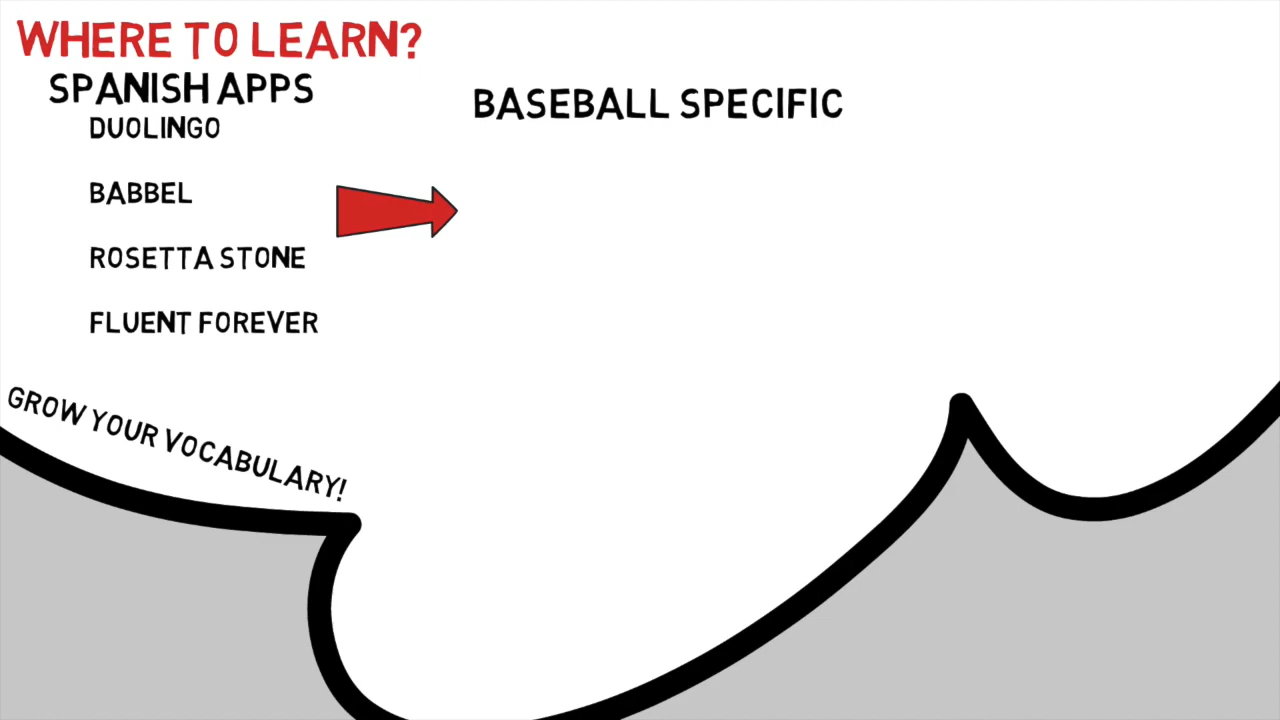 WHERE TO LEARN?
SPANISH APPS
DUOLINGO
BABBEL
ROSETTA STONE
FLUENT FOREVER
GROW YOUR VOCABULARY!
BASEBALL SPECIFIC